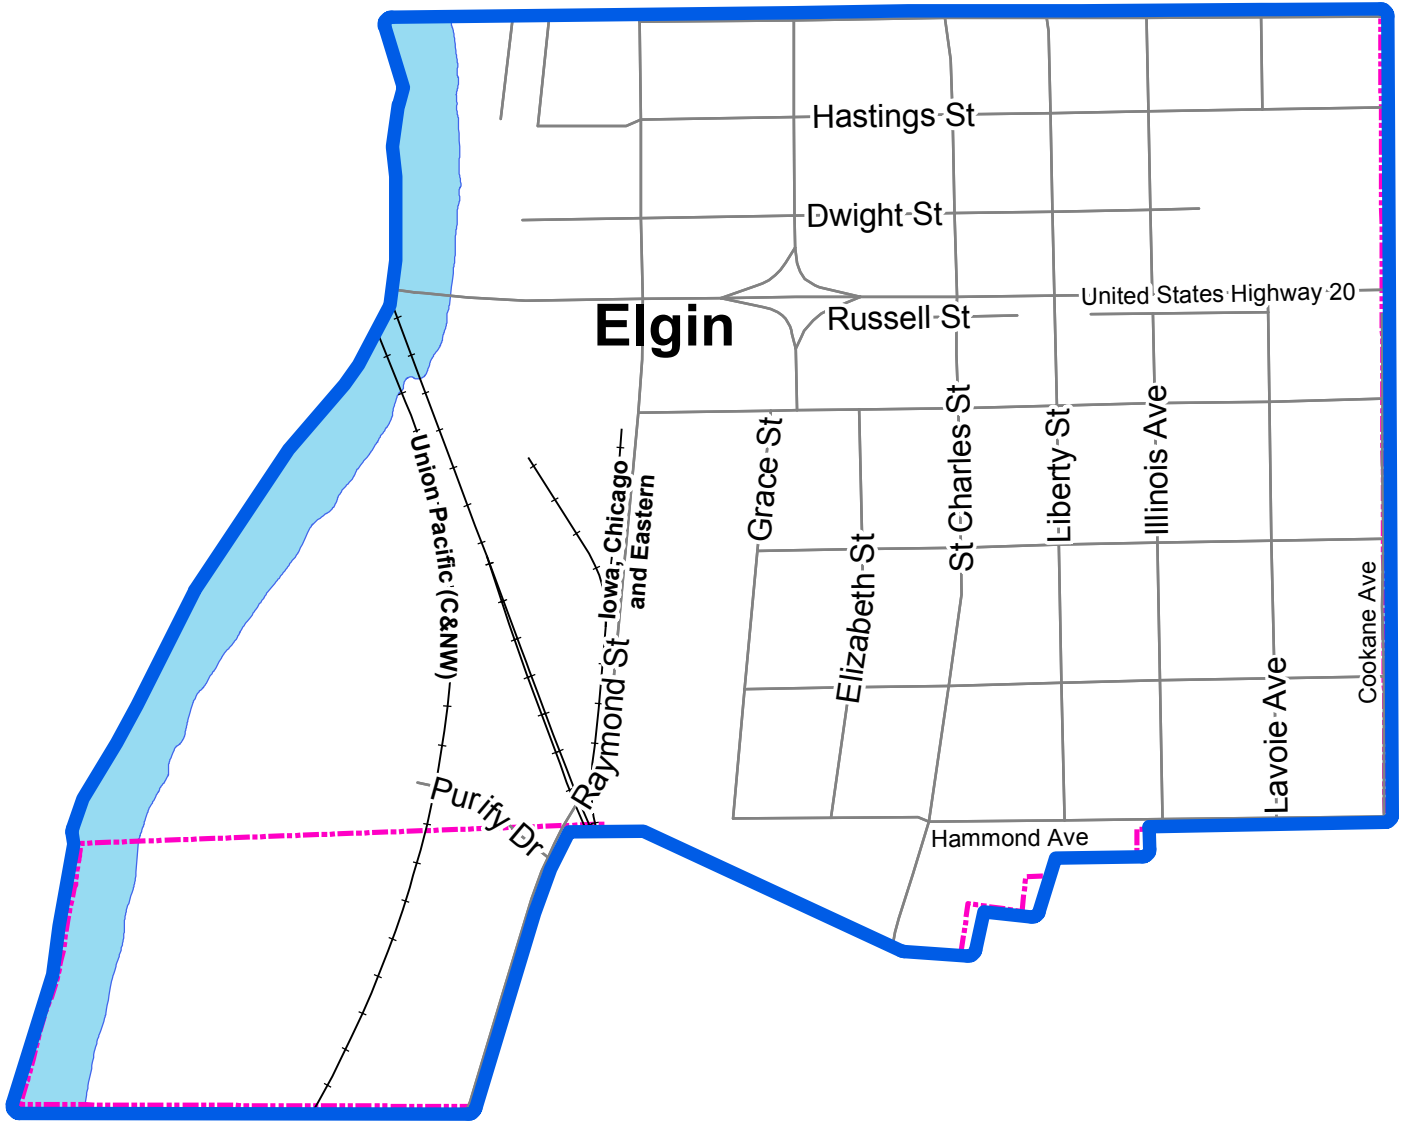 Hastings St
Dwight St
United States Highway 20
Elgin
Russell St
Grace St
St Charles St
Liberty St
Illinois Ave
Union Pacific (C&NW)
Iowa, Chicago
and Eastern
Elizabeth St
Cookane Ave
Raymond St
Lavoie Ave
Purify Dr
Hammond Ave